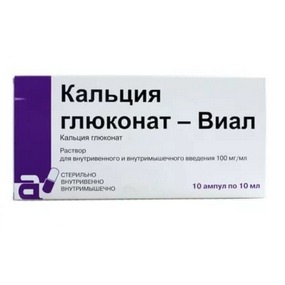 Кальция
глюконат – Виал
Кальция глюконат
Раствор
для внутривенного и внутримышечного введения 100 мг/мл
СТЕРИЛЬНО
ВНУТРИВЕННО
ВНУТРИМЫШЕЧНО
10 ампул по 10 мл